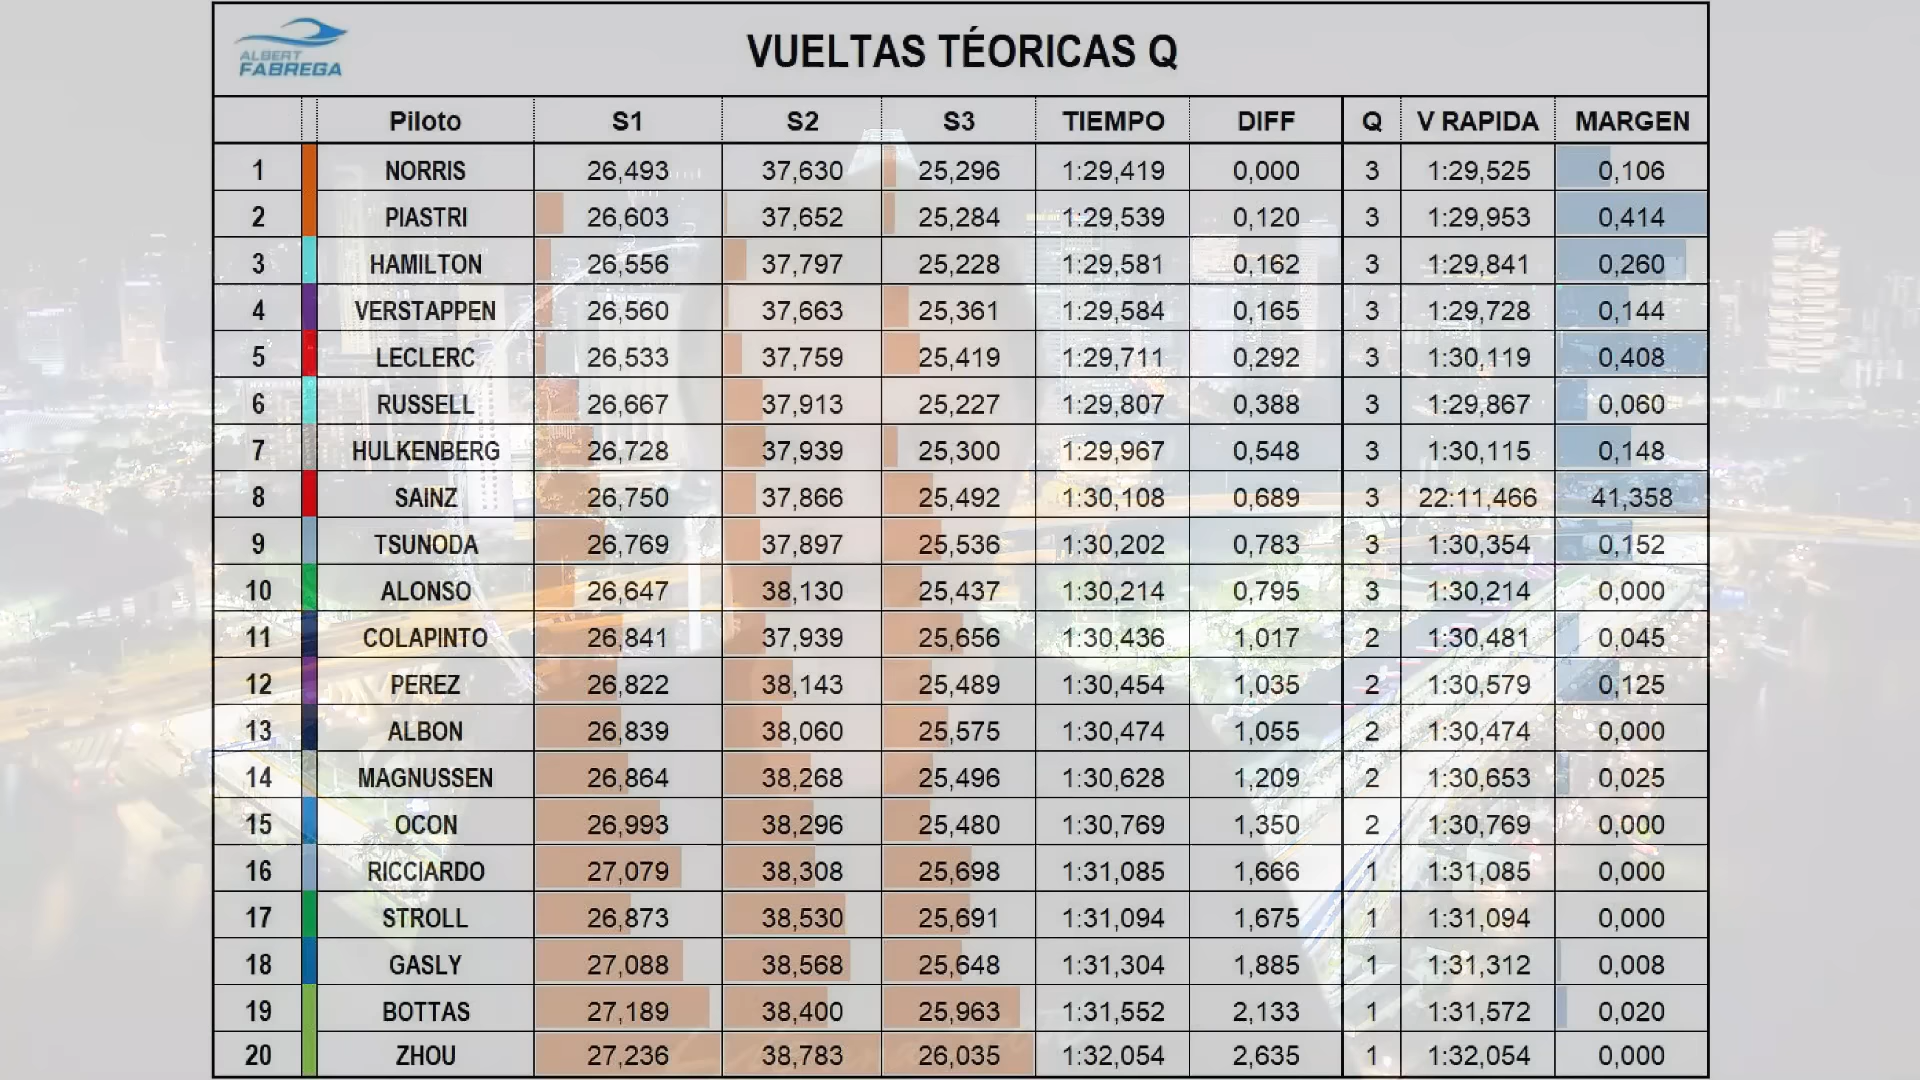 ALBERT
FABREGA
VUELTAS TÉORICAS Q
Piloto S1 S2 S3 TIEMPO DIFF Q V RAPIDA MARGEN
1 NORRIS 26,493 37,630 25,296 1:29,419 0,000 3 1:29,525 0,106
2 PIASTRI 26,603 37,652 25,284 1:29,539 0,120 3 1:29,953 0,414
3 HAMILTON 26,556 37,797 25,228 1:29,581 0,162 3 1:29,841 0,260
4 VERSTAPPEN 26,560 37,663 25,361 1:29,584 0,165 3 1:29,728 0,144
5 LECLERC 26,533 37,759 25,419 1:29,711 0,292 3 1:30,119 0,408
6 RUSSELL 26,667 37,913 25,227 1:29,807 0,388 3 1:29,867 0,060
7 HULKENBERG 26,728 37,939 25,300 1:29,967 0,548 3 1:30,115 0,148
8 SAINZ 26,750 37,866 25,492 1:30,108 0,689 3 22:11,466 41,358
9 TSUNODA 26,769 37,897 25,536 1:30,202 0,783 3 1:30,354 0,152
10 ALONSO 26,647 38,130 25,437 1:30,214 0,795 3 1:30,214 0,000
11 COLAPINTO 26,841 37,939 25,656 1:30,436 1,017 2 1:30,481 0,045
12 PEREZ 26,822 38,143 25,489 1:30,454 1,035 2 1:30,579 0,125
13 ALBON 26,839 38,060 25,575 1:30,474 1,055 2 1:30,474 0,000
14 MAGNUSSEN 26,864 38,268 25,496 1:30,628 1,209 2 1:30,653 0,025
15 OCON 26,993 38,296 25,480 1:30,769 1,350 2 1:30,769 0,000
16 RICCIARDO 27,079 38,308 25,698 1:31,085 1,666 1 1:31,085 0,000
17 STROLL 26,873 38,530 25,691 1:31,094 1,675 1 1:31,094 0,000
18 GASLY 27,088 38,568 25,648 1:31,304 1,885 1 1:31,312 0,008
19 BOTTAS 27,189 38,400 25,963 1:31,552 2,133 1 1:31,572 0,020
20 ZHOU 27,236 38,783 26,035 1:32,054 2,635 1 1:32,054 0,000